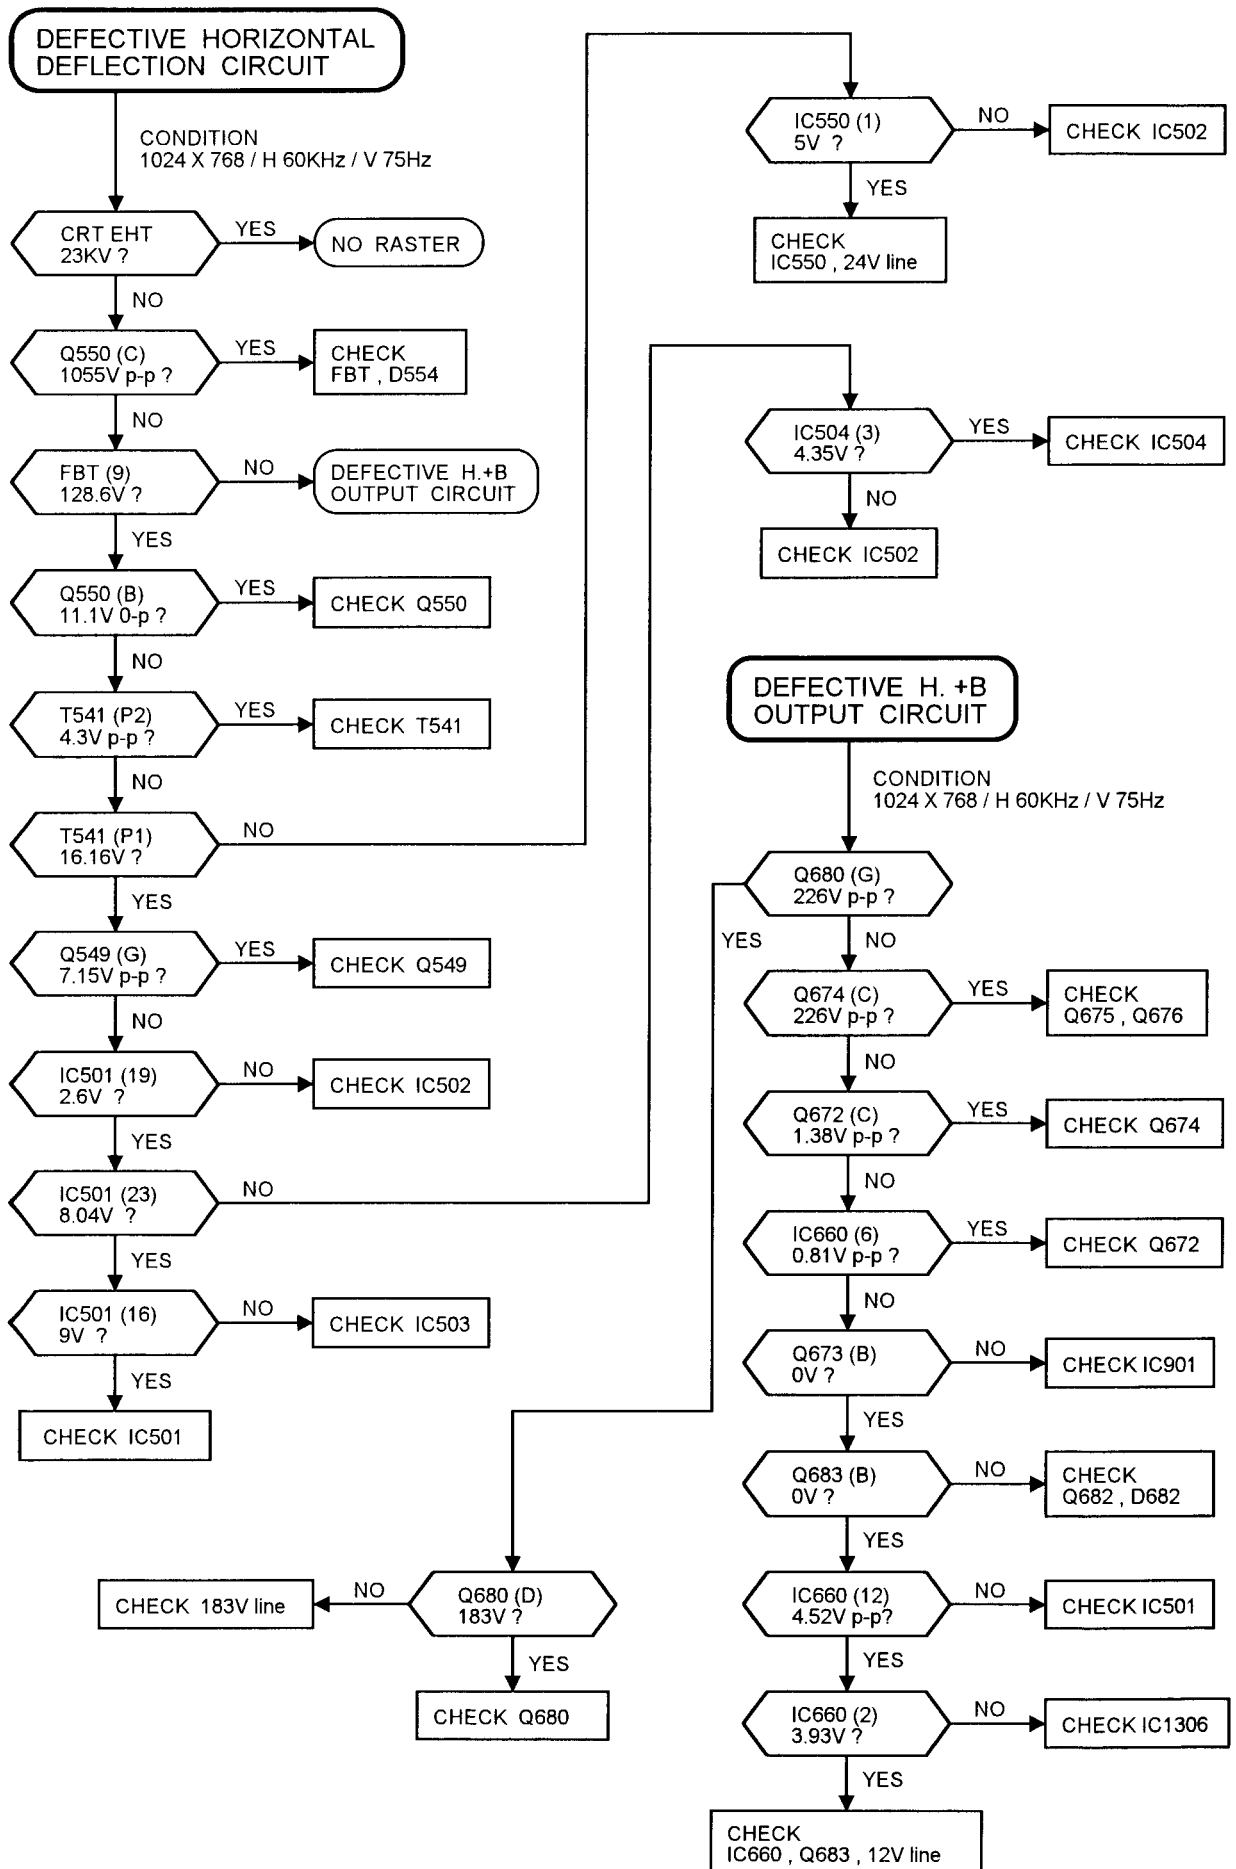 DEFECTIVE HORIZONTAL
DEFLECTION CIRCUIT
CONDITION
1024 X 768 / H 60KHz / V 75Hz
CRT EHT
23KV ?
YES
NO RASTER
NO
Q550 (C)
1055V p-p ?
YES
CHECK
FBT , D554
NO
FBT (9)
128.6V ?
NO
DEFECTIVE H.+B
OUTPUT CIRCUIT
YES
Q550 (B)
11.1V 0-p ?
YES
CHECK Q550
NO
T541 (P2)
4.3V p-p ?
YES
CHECK T541
NO
T541 (P1)
16.16V ?
NO
YES
Q549 (G)
7.15V p-p ?
YES
CHECK Q549
NO
IC501 (19)
2.6V ?
NO
CHECK IC502
YES
IC501 (23)
8.04V ?
NO
YES
IC501 (16)
9V ?
NO
CHECK IC503
YES
CHECK IC501
IC550 (1)
5V ?
NO
CHECK IC502
YES
CHECK
IC550 , 24V line
IC504 (3)
4.35V ?
YES
CHECK IC504
NO
CHECK IC502
DEFECTIVE H. +B
OUTPUT CIRCUIT
CONDITION
1024 X 768 / H 60KHz / V 75Hz
Q680 (G)
226V p-p ?
YES
NO
Q674 (C)
226V p-p ?
YES
CHECK
Q675 , Q676
NO
Q672 (C)
1.38V p-p ?
YES
CHECK Q674
NO
IC660 (6)
0.81V p-p ?
YES
CHECK Q672
NO
Q673 (B)
0V ?
NO
CHECK IC901
YES
Q683 (B)
0V ?
NO
CHECK
Q682 , D682
YES
IC660 (12)
4.52V p-p?
NO
CHECK IC501
YES
IC660 (2)
3.93V ?
NO
CHECK IC1306
YES
CHECK
IC660 , Q683 , 12V line
Q680 (D)
183V ?
NO
CHECK 183V line
YES
CHECK Q680